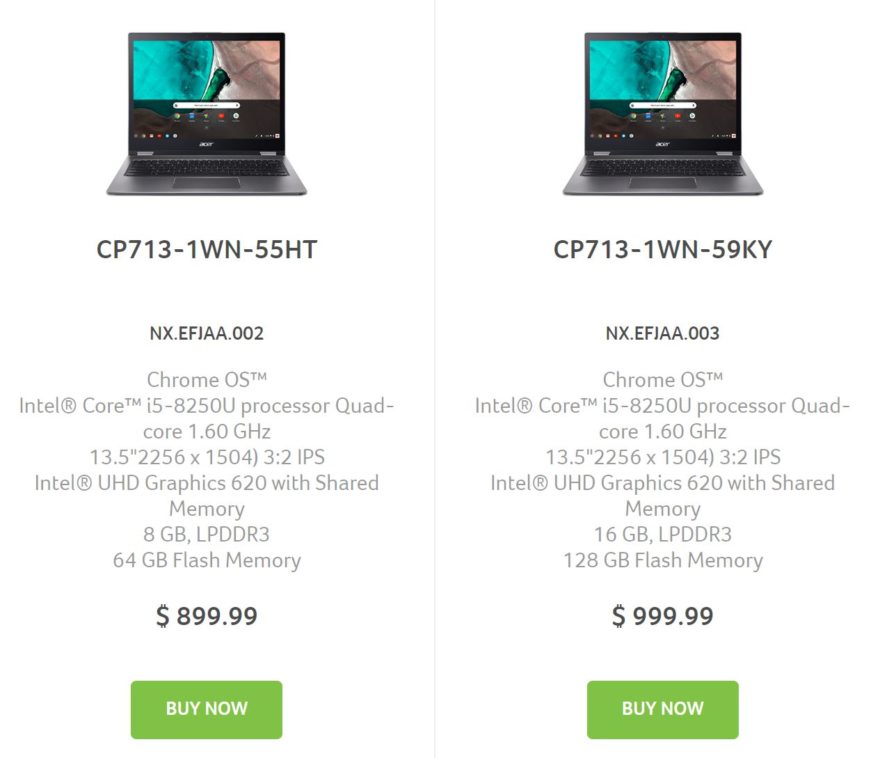 acer
CP713-1WN-55HT
NX.EFJAA.002
Chrome OS™
Intel® Core™ i5-8250U processor Quad-
core 1.60 GHz
13.5"2256 x 1504) 3:2 IPS
Intel® UHD Graphics 620 with Shared
Memory
8 GB, LPDDR3
64 GB Flash Memory
$ 899.99
BUY NOW
acer
CP713-1WN-59KY
NX.EFJAA.003
Chrome OS™
Intel® Core™ i5-8250U processor Quad-
core 1.60 GHz
13.5"2256 x 1504) 3:2 IPS
Intel® UHD Graphics 620 with Shared
Memory
16 GB, LPDDR3
128 GB Flash Memory
$ 999.99
BUY NOW